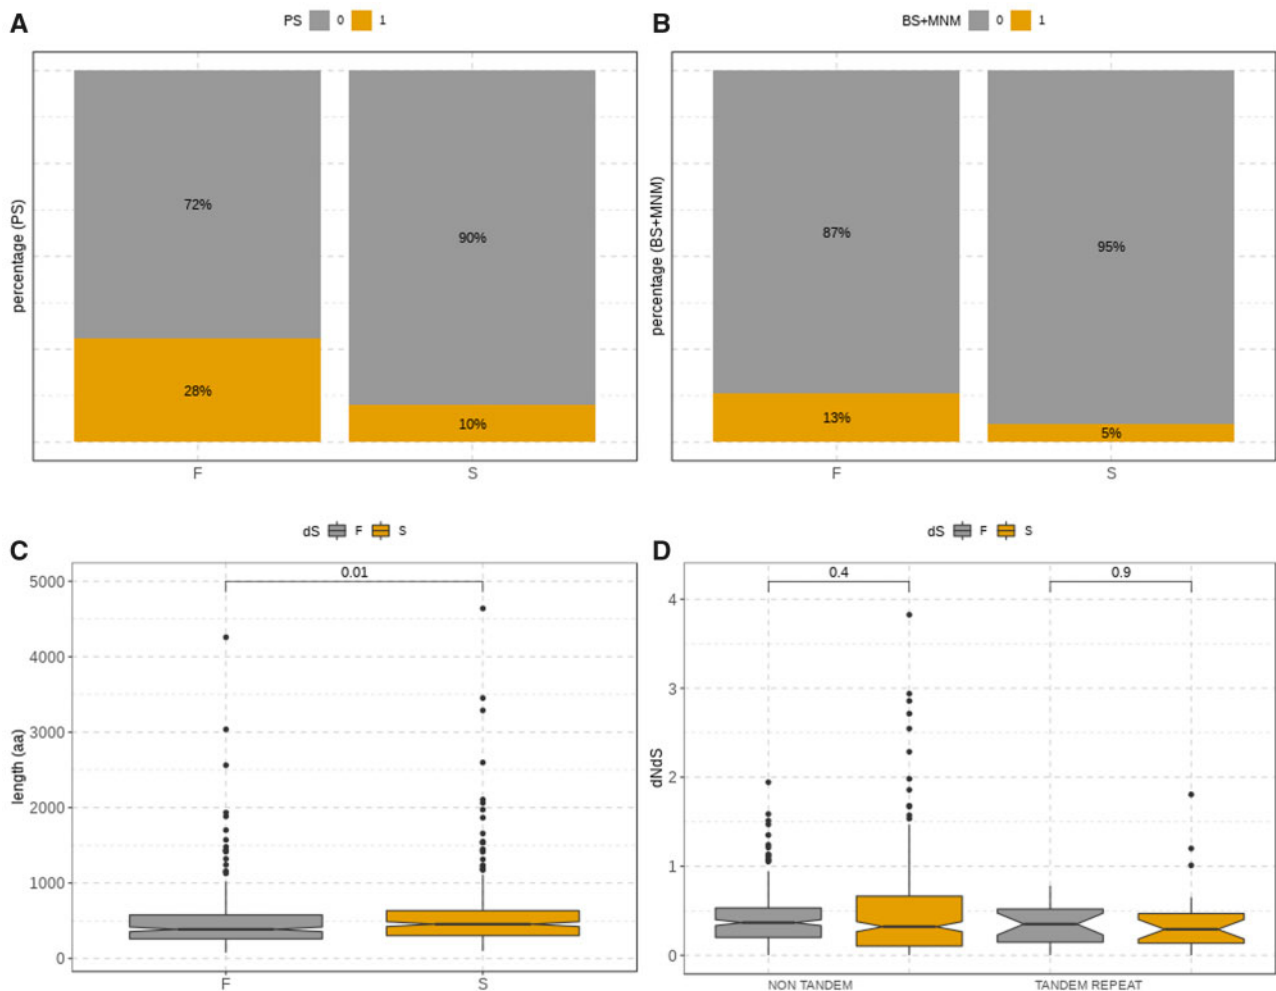 A
PS 0 1
percentage (PS)
72%
90%
28%
10%
F S
B
BS+MNM 0 1
percentage (BS+MNM)
87%
95%
13%
5%
F S
C
dS F S
length (aa)
0.01
5000
4000
3000
2000
1000
0
F S
D
dS F S
dNdS
0.4 0.9
4
3
2
1
0
NON TANDEM TANDEM REPEAT